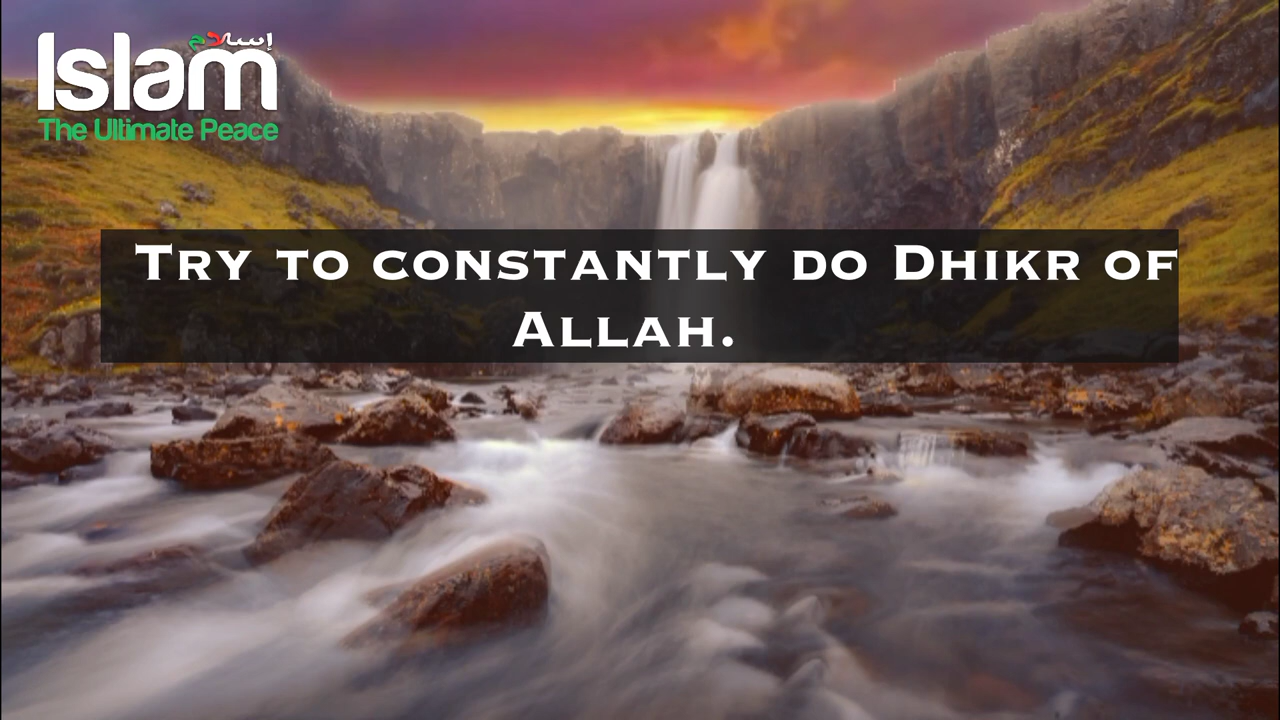 إسلام
Islam
The Ultimate Peace
TRY TO CONSTANTLY DO DHIKR OF
ALLAH.